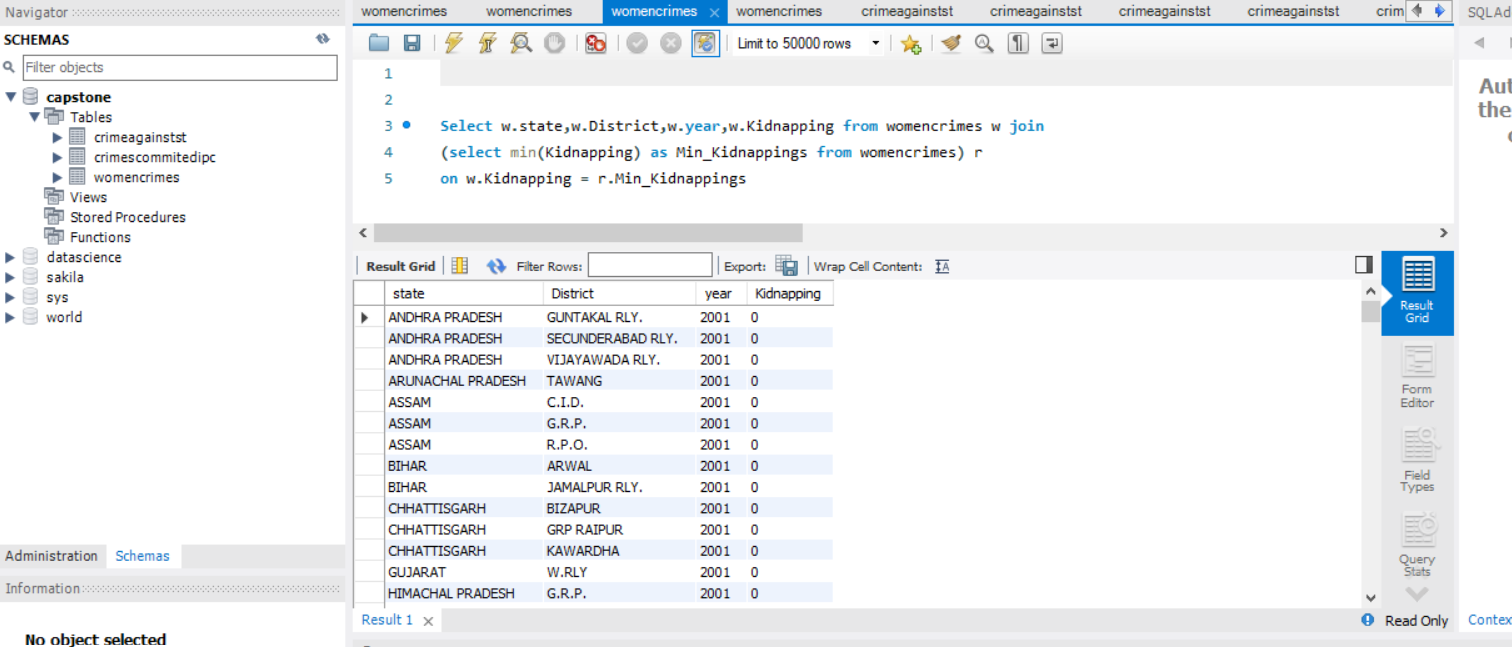 Navigator
SCHEMAS
Filter objects
capstone
Tables
crimeagainstst
crimescommitedipc
womencrimes
Views
Stored Procedures
Functions
datascience
sakila
sys
world
Administration Schemas
Information
No object selected
womencrimes womencrimes womencrimes womencrimes crimeagainstst crimeagainstst crimeagainstst crimeagainstst crim
Limit to 50000 rows
1
2
3 Select w.state,w.District,w.year,w.Kidnapping from womencrimes w join
4 (select min(Kidnapping) as Min_Kidnappings from womencrimes) r
5 on w.Kidnapping = r.Min_Kidnappings
Result Grid Filter Rows: Export: Wrap Cell Content:
state District year Kidnapping
ANDHRA PRADESH GUNTAKAL RLY. 2001 0
ANDHRA PRADESH SECUNDERABAD RLY. 2001 0
ANDHRA PRADESH VIJAYAWADA RLY. 2001 0
ARUNACHAL PRADESH TAWANG 2001 0
ASSAM C.I.D. 2001 0
ASSAM G.R.P. 2001 0
ASSAM R.P.O. 2001 0
BIHAR ARWAL 2001 0
BIHAR JAMALPUR RLY. 2001 0
CHHATTISGARH BIZAPUR 2001 0
CHHATTISGARH GRP RAIPUR 2001 0
CHHATTISGARH KAWARDHA 2001 0
GUJARAT W.RLY 2001 0
HIMACHAL PRADESH G.R.P. 2001 0
Result 1
Result
Grid
Form
Editor
Field
Types
Query
Stats
Read Only
SQLAd
Aut
the
Contex